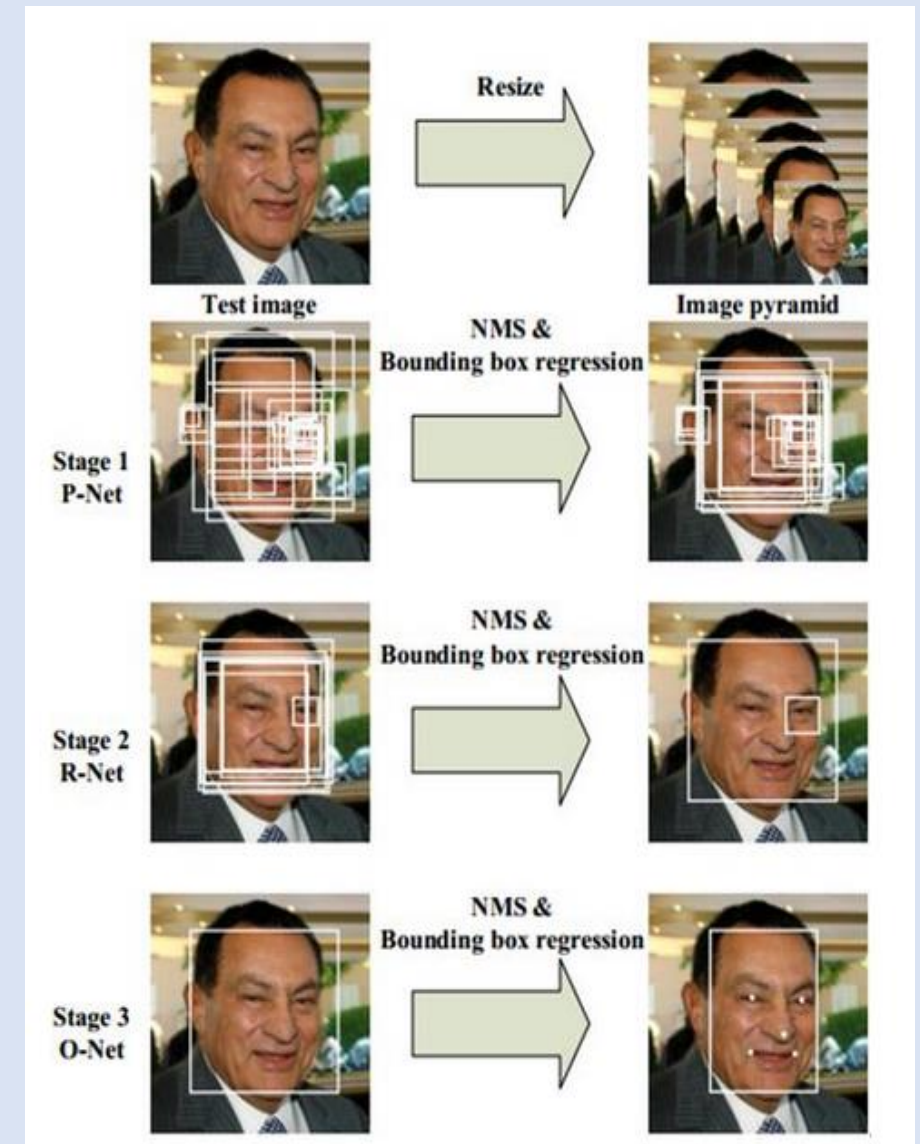 Resize
Test image
Image pyramid
NMS &
Bounding box regression
Stage 1
P-Net
NMS &
Bounding box regression
Stage 2
R-Net
NMS &
Bounding box regression
Stage 3
O-Net